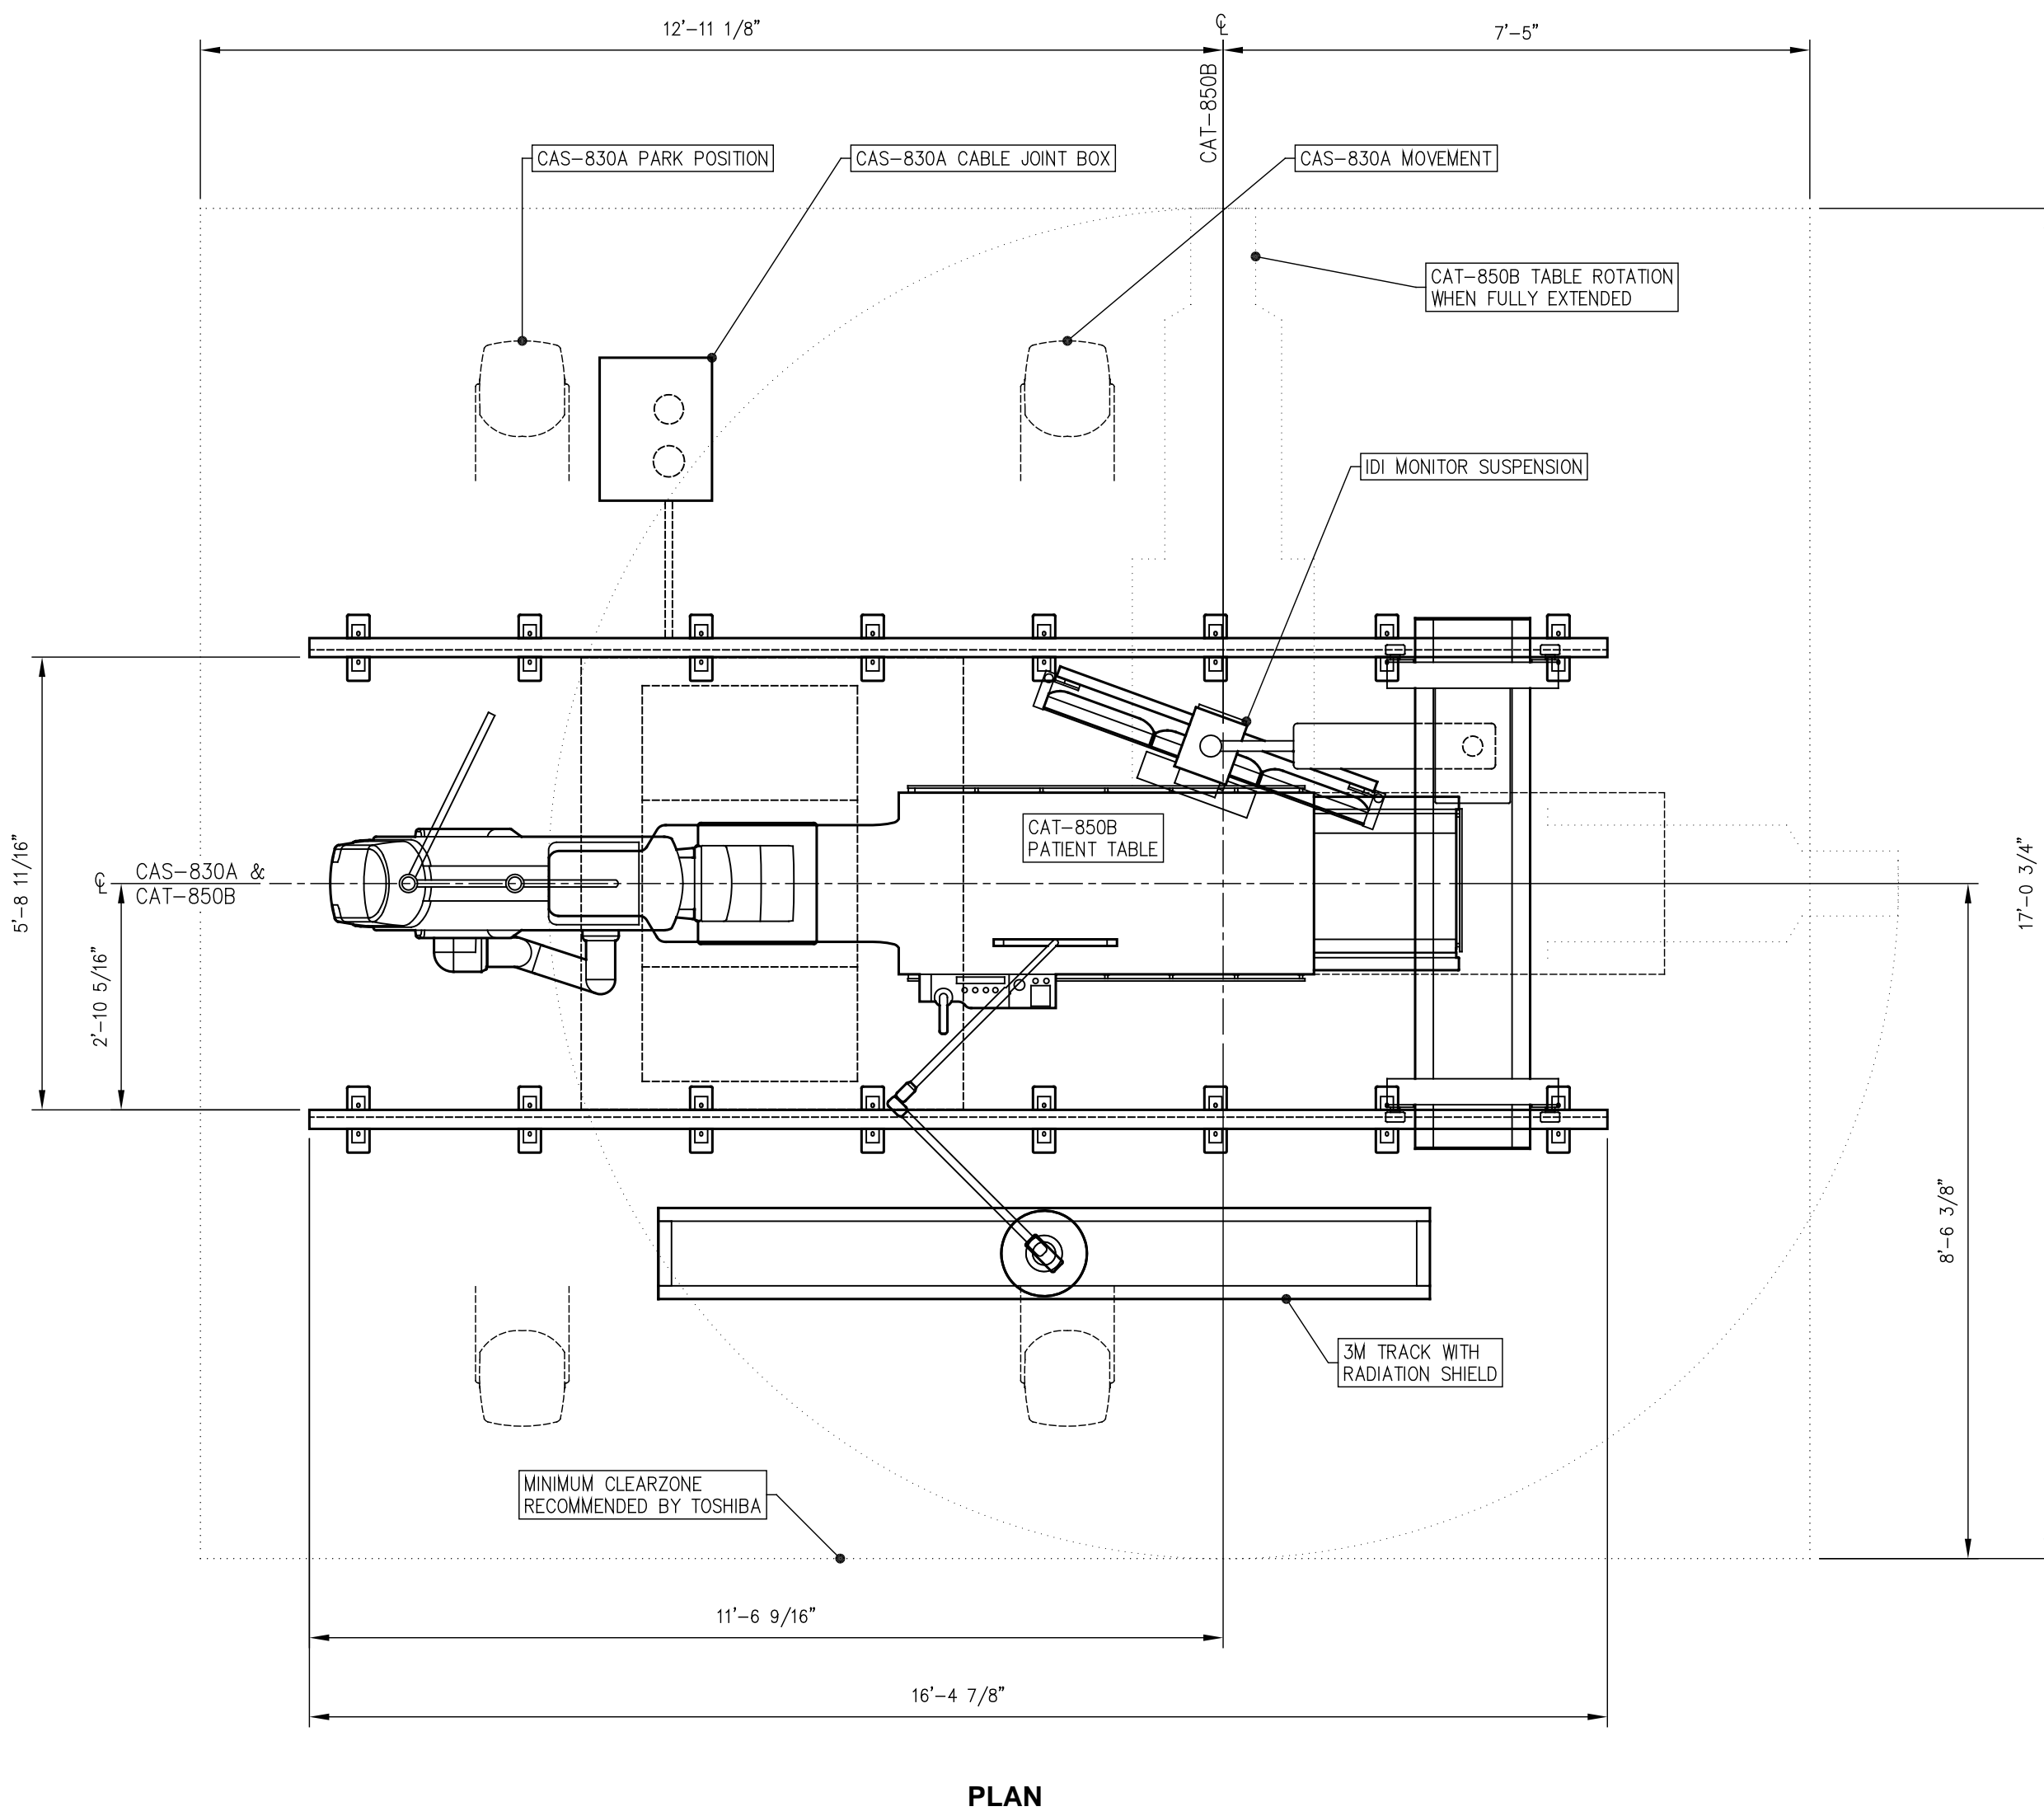 12'-11 1/8"
℄
7'-5"
CAT-850B
CAS-830A PARK POSITION
CAS-830A CABLE JOINT BOX
CAS-830A MOVEMENT
CAT-850B TABLE ROTATION
WHEN FULLY EXTENDED
IDI MONITOR SUSPENSION
CAT-850B
PATIENT TABLE
℄
CAS-830A &
CAT-850B
5'-8 11/16"
2'-10 5/16"
17'-0 3/4"
8'-6 3/8"
3M TRACK WITH
RADIATION SHIELD
MINIMUM CLEARZONE
RECOMMENDED BY TOSHIBA
11'-6 9/16"
16'-4 7/8"
PLAN